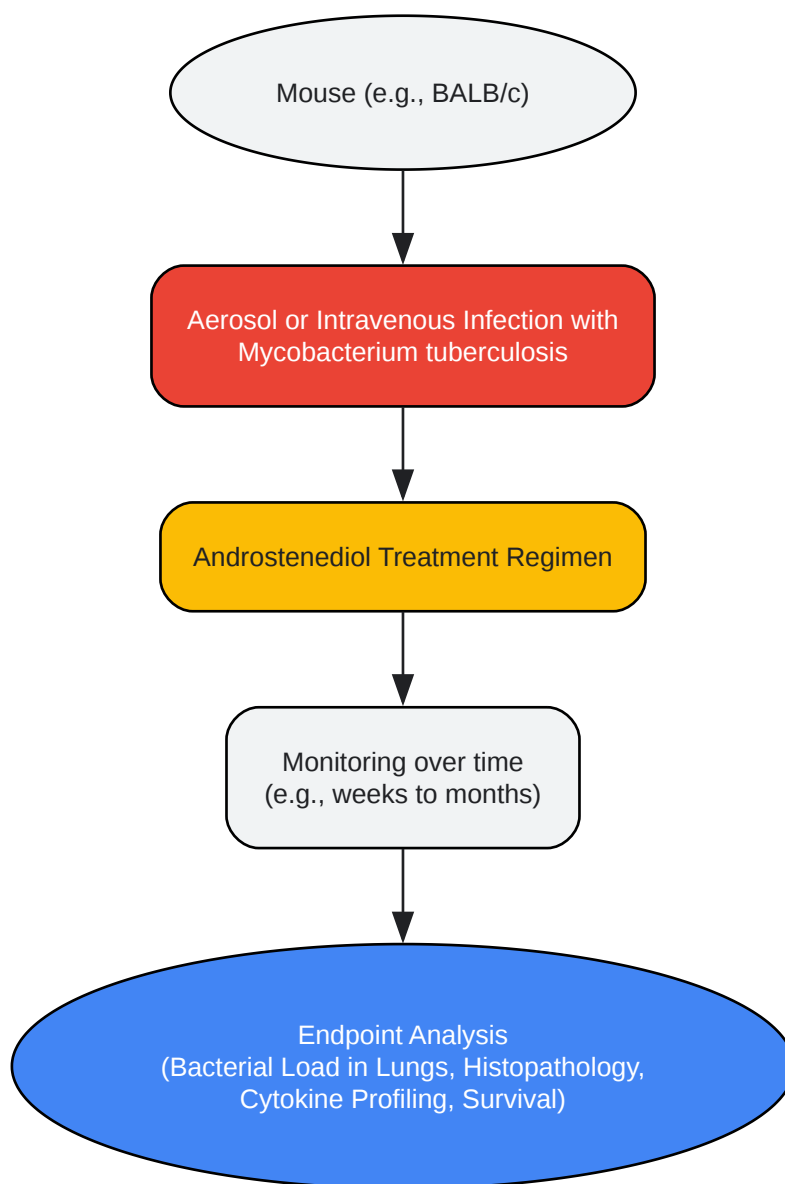 Mouse (e.g., BALB/c)
Aerosol or Intravenous Infection with
Mycobacterium tuberculosis
Androstenediol Treatment Regimen
Monitoring over time
(e.g., weeks to months)
Endpoint Analysis
(Bacterial Load in Lungs, Histopathology,
Cytokine Profiling, Survival)